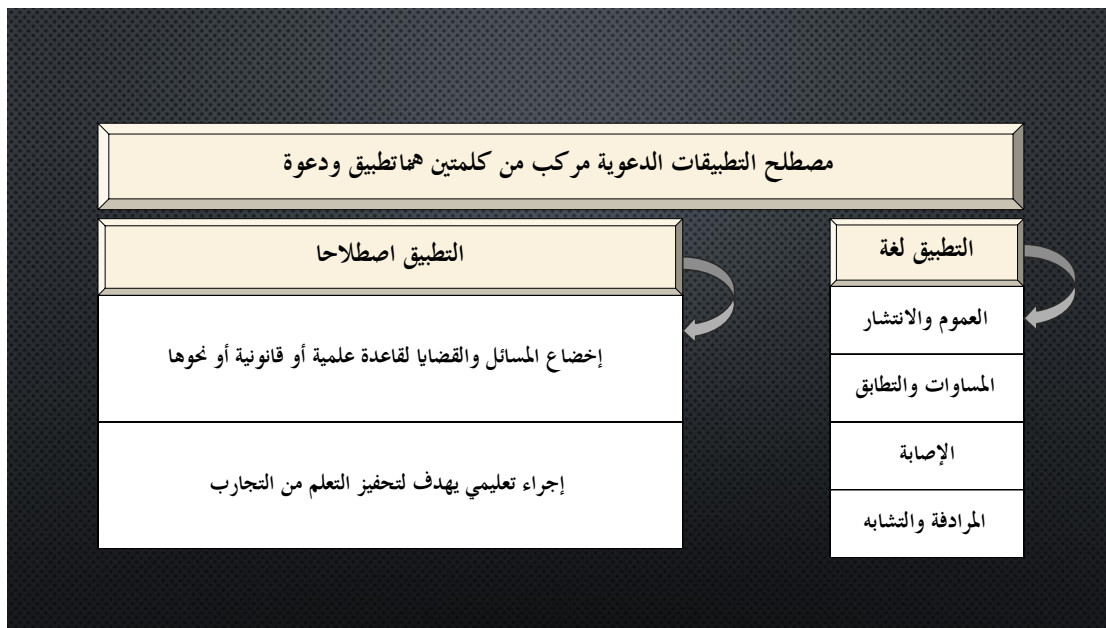 مصطلح التطبيقات الدعوية مركب من كلمتين هماتطبيق ودعوة
التطبيق لغة
العموم والانتشار
المساوات والتطابق
الإصابة
المرادفة والتشابه
التطبيق اصطلاحا
إخضاع المسائل والقضايا لقاعدة علمية أو قانونية أو نحوها
إجراء تعليمي يهدف لتحفيز التعلم من التجارب